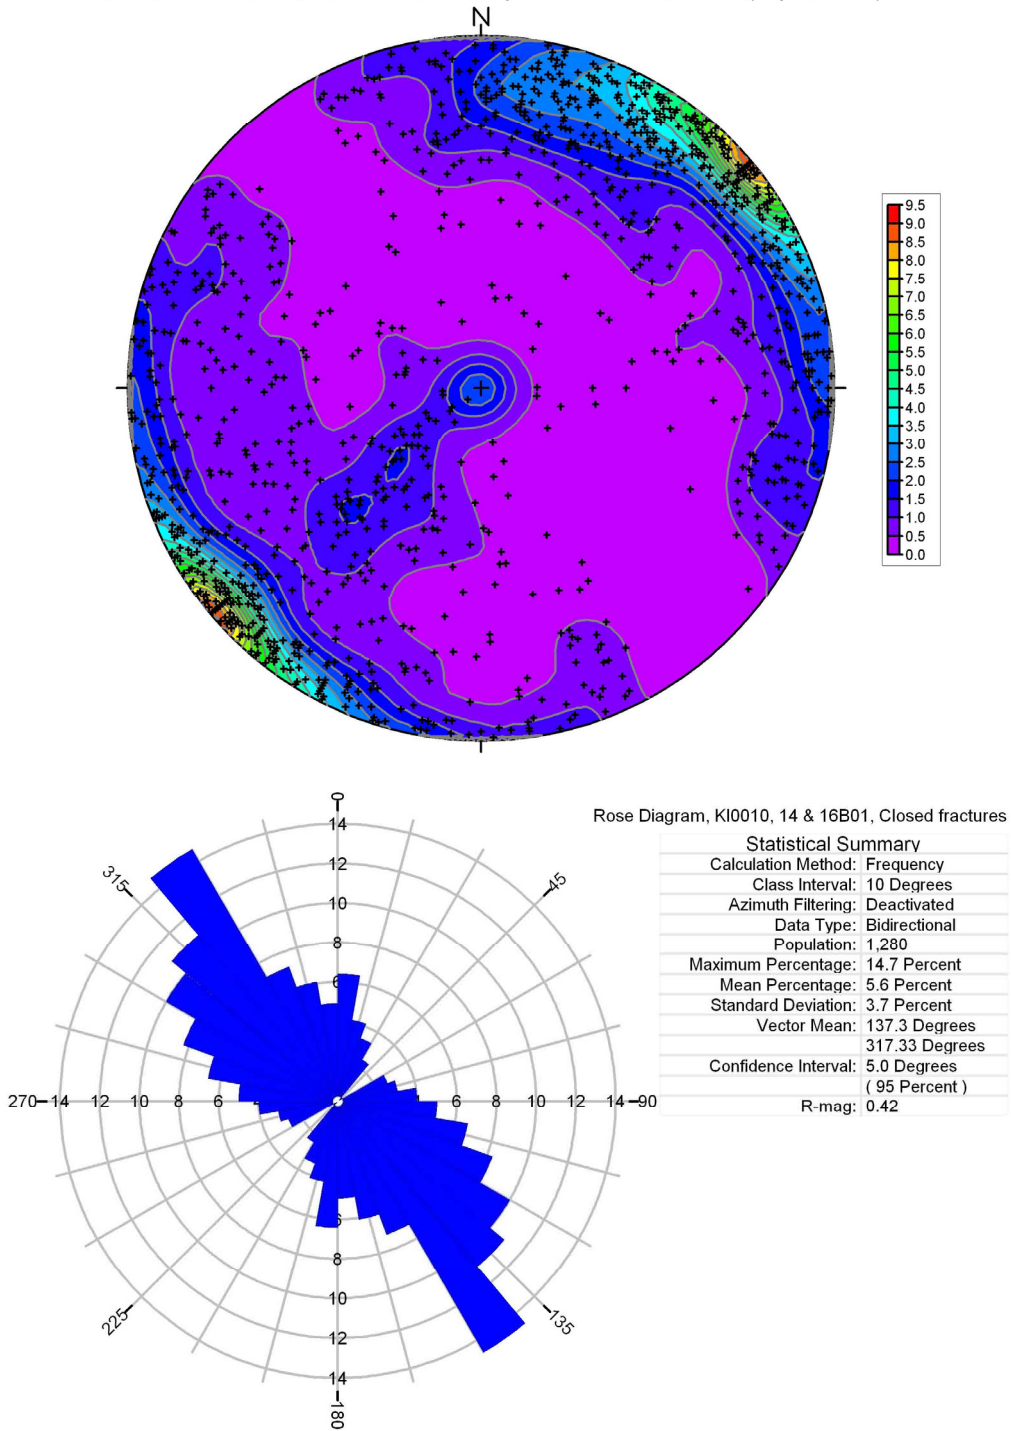 N
9.5
9.0
8.5
8.0
7.5
7.0
6.5
6.0
5.5
5.0
4.5
4.0
3.5
3.0
2.5
2.0
1.5
1.0
0.5
0.0
Rose Diagram, KI0010, 14 & 16B01, Closed fractures
Statistical Summary
Calculation Method: Frequency
Class Interval: 10 Degrees
Azimuth Filtering: Deactivated
Data Type: Bidirectional
Population: 1,280
Maximum Percentage: 14.7 Percent
Mean Percentage: 5.6 Percent
Standard Deviation: 3.7 Percent
Vector Mean: 137.3 Degrees
317.33 Degrees
Confidence Interval: 5.0 Degrees
( 95 Percent )
R-mag: 0.42
0
14
12
10
8
6
315
45
270 14 12 10 8 6
6 8 10 12 14 90
6
8
10
12
14
225
135
180